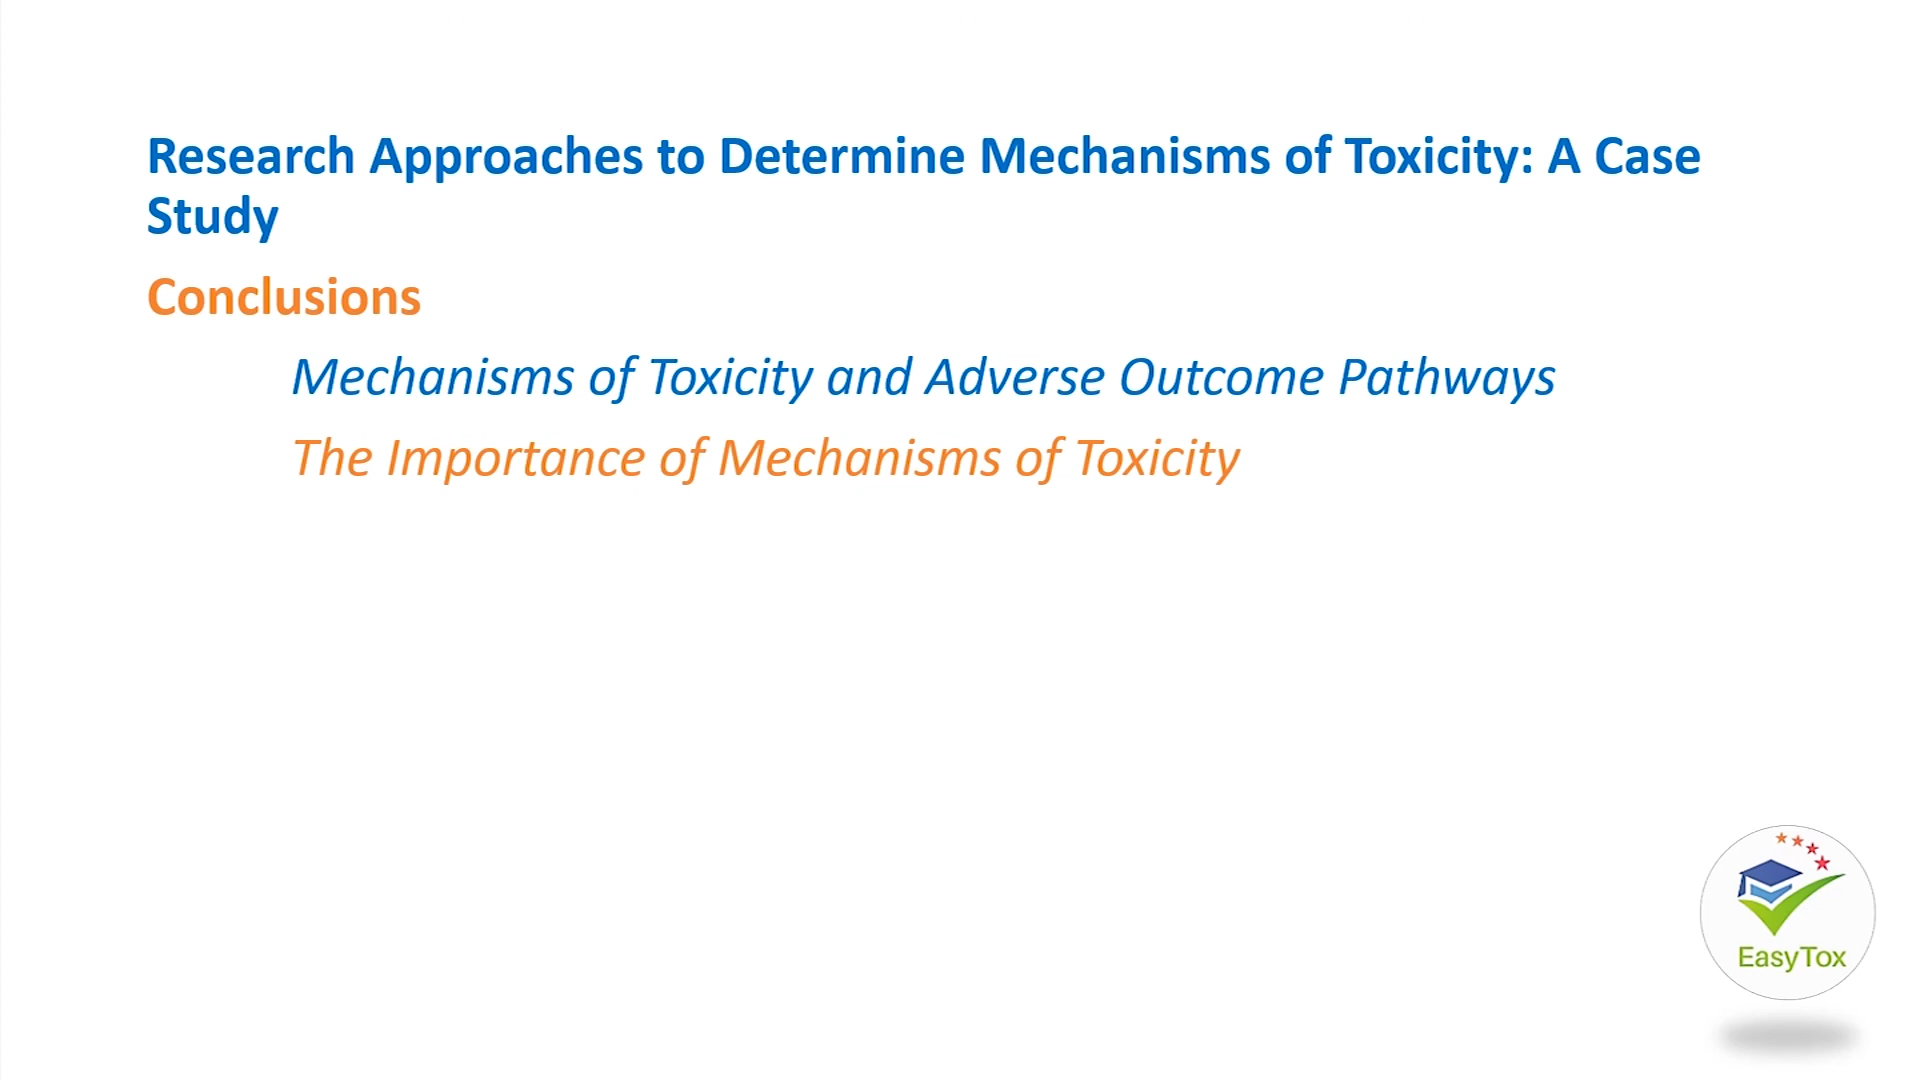 Research Approaches to Determine Mechanisms of Toxicity: A Case
Study
Conclusions
Mechanisms of Toxicity and Adverse Outcome Pathways
The Importance of Mechanisms of Toxicity
EasyTox